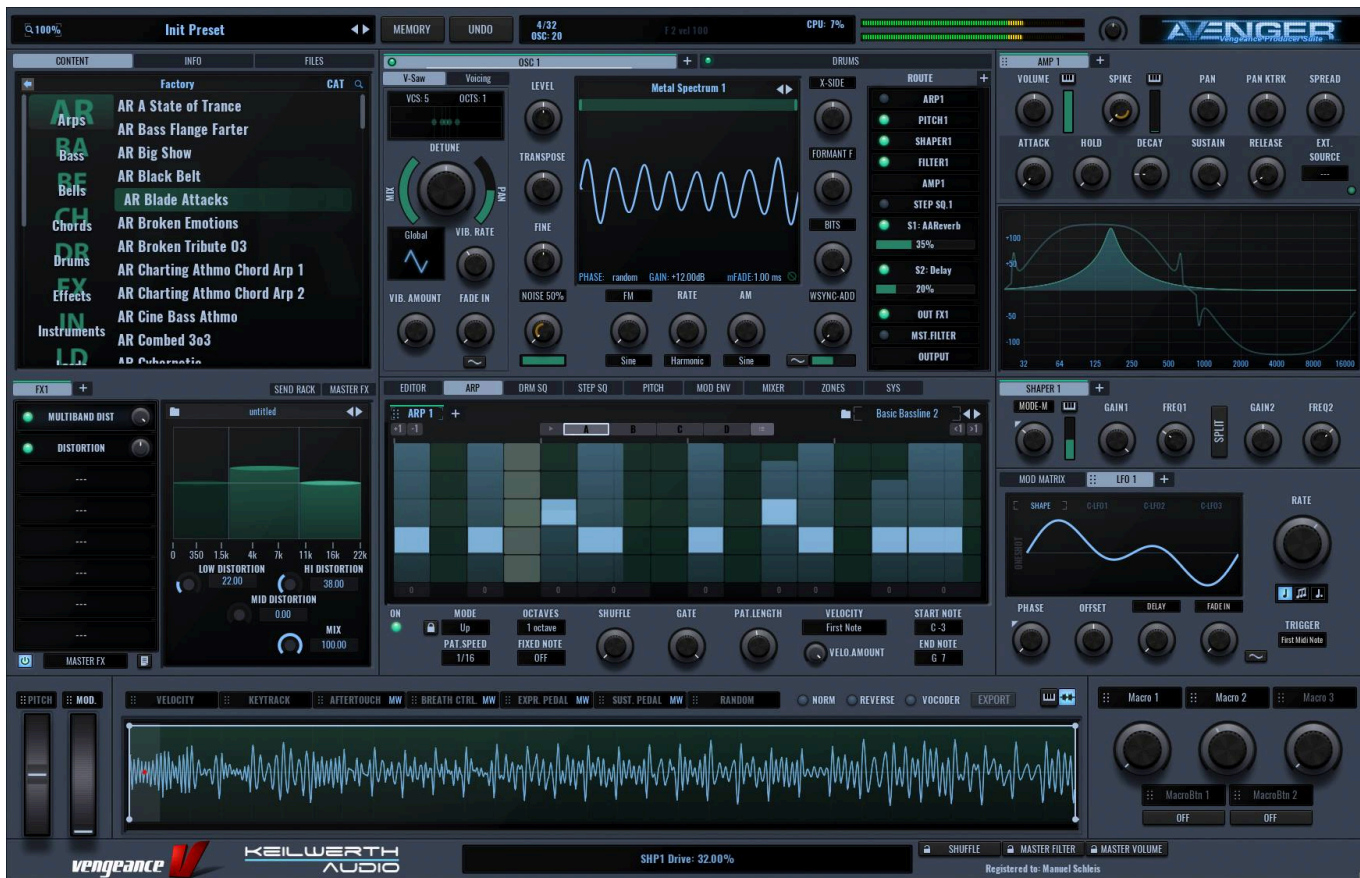 100%
Init Preset
MEMORY
UNDO
4/32
OSC: 20
F 2 vel 100
CPU: 7%
AVENGER
Vengeance Producer Suite
CONTENT INFO FILES
Factory CAT
AR Arps
BA Bass
BE Bells
CH Chords
DR Drums
FX Effects
IN Instruments
AR A State of Trance
AR Bass Flange Farter
AR Big Show
AR Black Belt
AR Blade Attacks
AR Broken Emotions
AR Broken Tribute 03
AR Charting Athmo Chord Arp 1
AR Charting Athmo Chord Arp 2
AR Cine Bass Athmo
AR Combed 3o3
AR Cybernetic
OSC 1 + DRUMS
V-Saw Voicing
VCS: 5 OCTS: 1
DETUNE
MIX PAN
Global
VIB. RATE
VIB. AMOUNT FADE IN
LEVEL
TRANSPOSE
FINE
NOISE 50%
Metal Spectrum 1
PHASE: random GAIN: +12.00dB mFADE:1.00 ms
FM RATE AM
Sine Harmonic Sine
X-SIDE
FORMANT F
BITS
WSYNC-ADD
ROUTE +
ARP1
PITCH1
SHAPER1
FILTER1
AMP1
STEP SQ.1
S1: AAReverb
35%
S2: Delay
20%
OUT FX1
MST.FILTER
OUTPUT
AMP 1 +
VOLUME SPIKE PAN PAN KTRK SPREAD
ATTACK HOLD DECAY SUSTAIN RELEASE EXT. SOURCE
---
+100
+50
-50
-100
32 64 125 250 500 1000 2000 4000 8000 16000
FX1 + SEND RACK MASTER FX
MULTIBAND DIST
DISTORTION
---
---
---
---
---
---
MASTER FX
untitled
0 350 1.5k 4k 7k 11k 16k 22k
LOW DISTORTION HI DISTORTION
22.00 38.00
MID DISTORTION
0.00
MIX
100.00
EDITOR ARP DRM SQ STEP SQ PITCH MOD ENV MIXER ZONES SYS
ARP 1 + Basic Bassline 2
+1 -1 A B C D <1 >1
0 0 0 0 0 0 0 0
ON MODE OCTAVES SHUFFLE GATE PAT.LENGTH VELOCITY START NOTE
Up 1 octave First Note C -3
PAT.SPEED FIXED NOTE VELO.AMOUNT END NOTE
1/16 OFF G 7
SHAPER 1 +
MODE-M GAIN1 FREQ1 SPLIT GAIN2 FREQ2
MOD MATRIX LFO 1 +
SHAPE C-LFO1 C-LFO2 C-LFO3
ONESHOT
RATE
PHASE OFFSET DELAY FADE IN
TRIGGER
First Midi Note
PITCH MOD.
VELOCITY KEYTRACK AFTERTOUCH MW BREATH CTRL. MW EXPR. PEDAL MW SUST. PEDAL MW RANDOM
NORM REVERSE VOCODER EXPORT
Macro 1 Macro 2 Macro 3
MacroBtn 1 MacroBtn 2
OFF OFF
vengeance
KEILWERTH
AUDIO
SHP1 Drive: 32.00%
SHUFFLE MASTER FILTER MASTER VOLUME
Registered to: Manuel Schleis